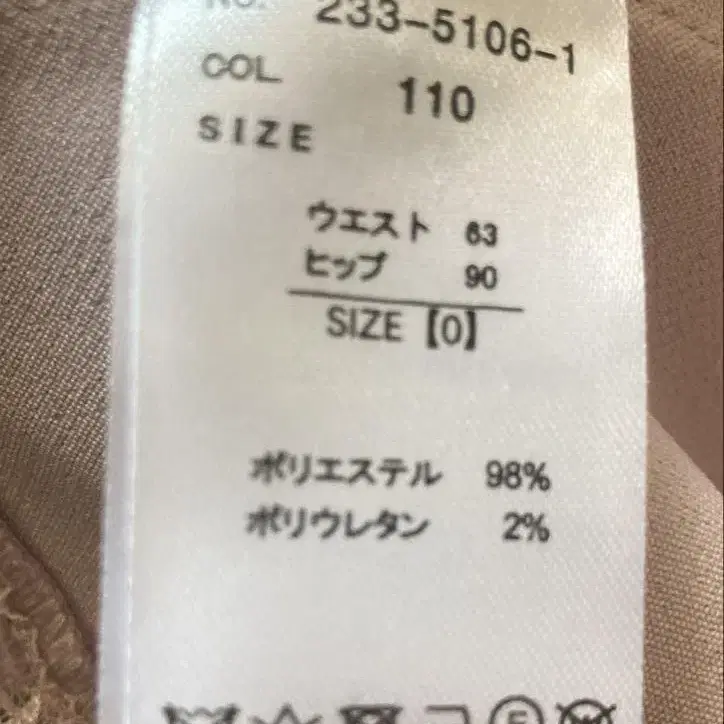 NO. 233-5106-1
COL 110
SIZE
ウエスト 63
ヒップ 90
SIZE【0】
ポリエステル 98%
ポリウレタン 2%